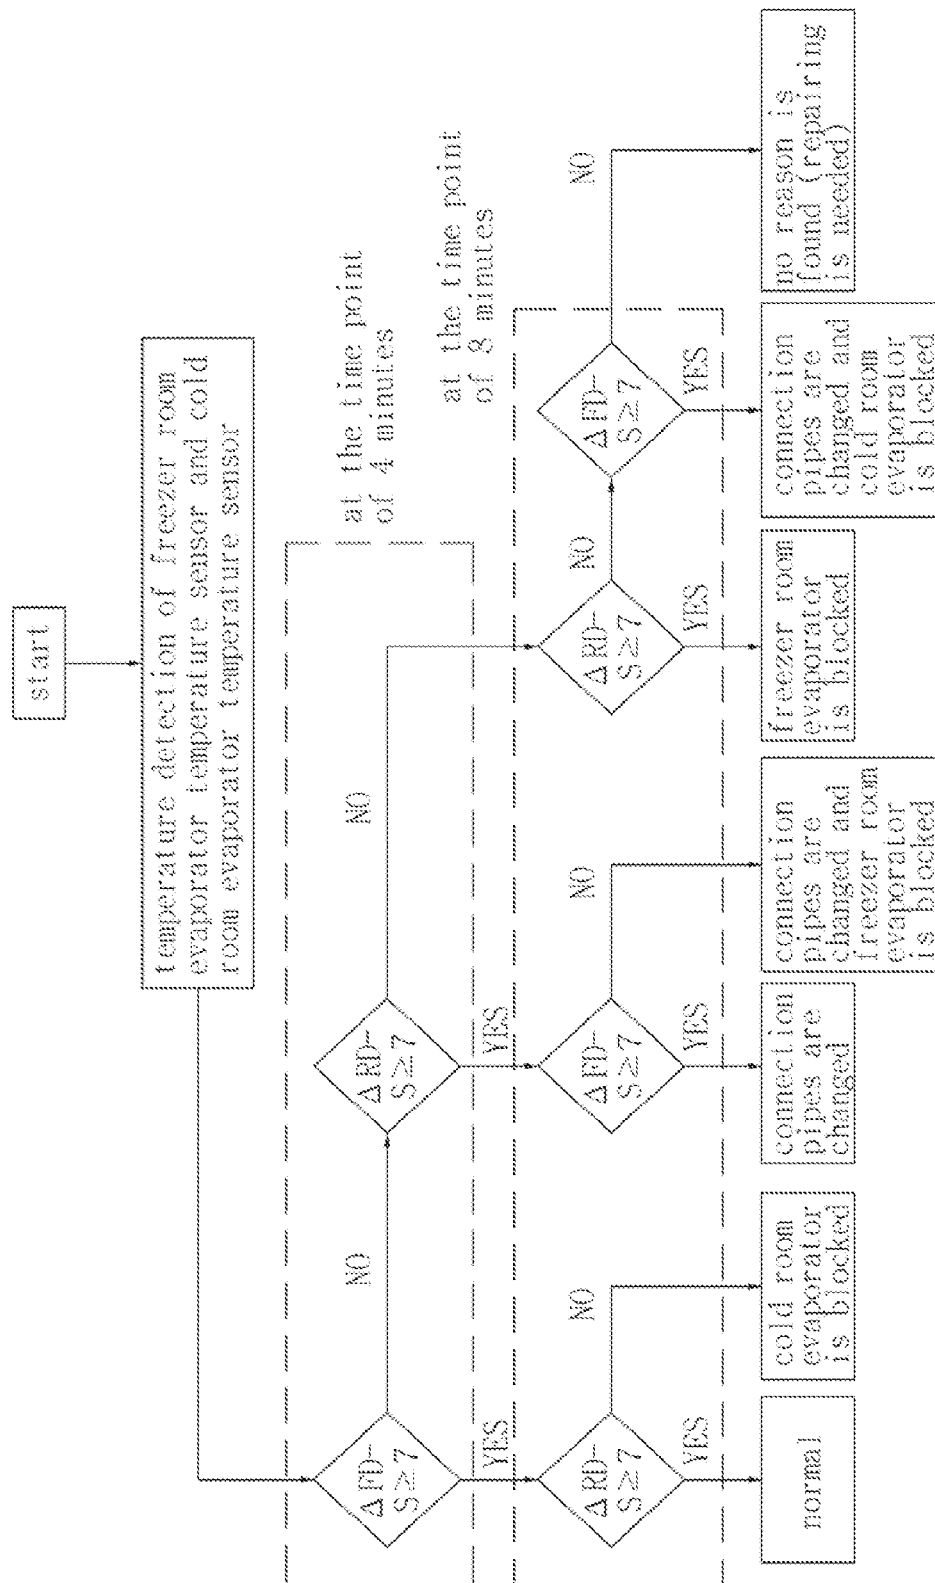 start
temperature detection of freezer room
evaporator temperature sensor and cold
room evaporator temperature sensor
at the time point
of 4 minutes
ΔFD-
S≥7
NO
ΔRD-
S≥7
NO
YES
YES
at the time point
of 8 minutes
ΔRD-
S≥7
NO
ΔFD-
S≥7
NO
ΔRD-
S≥7
NO
ΔFD-
S≥7
NO
YES
YES
YES
YES
normal
cold room
evaporator
is blocked
connection
pipes are
changed
connection
pipes are
changed and
freezer room
evaporator
is blocked
freezer room
evaporator
is blocked
connection
pipes are
changed and
cold room
evaporator
is blocked
no reason is
found (repairing
is needed)